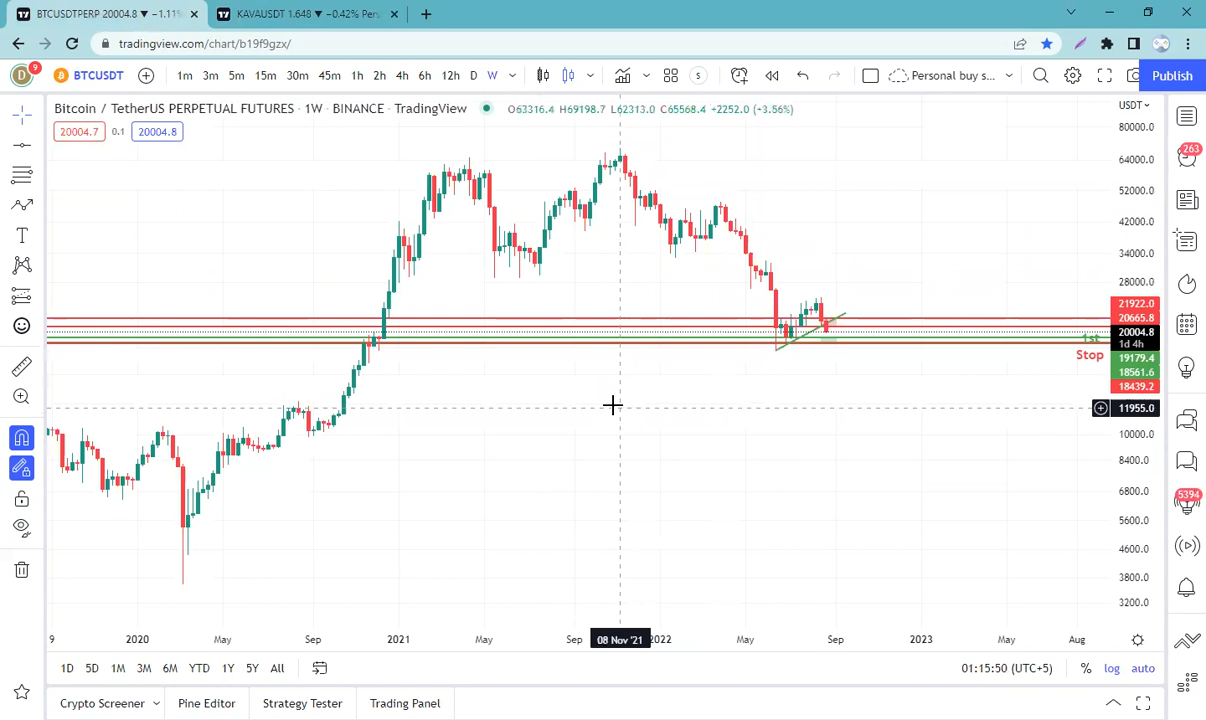 BTCUSDTPERP 20004.8 ▼ −1.11%
KAVAUSDT 1.648 ▼ −0.42% Pers
tradingview.com/chart/b19f9gzx/
D 9 BTCUSDT 1m 3m 5m 15m 30m 45m 1h 2h 4h 6h 12h D W S Personal buy s... Publish
Bitcoin / TetherUS PERPETUAL FUTURES · 1W · BINANCE · TradingView O63316.4 H69198.7 L62313.0 C65568.4 +2252.0 (+3.56%) USDT
20004.7 0.1 20004.8
80000.0
64000.0
52000.0
42000.0
34000.0
28000.0
21922.0
20665.8
20004.8
1d 4h
1st
Stop
19179.4
18561.6
18439.2
11955.0
10000.0
8400.0
6800.0
5600.0
4600.0
3800.0
3200.0
263
5394
9 2020 May Sep 2021 May Sep 08 Nov '21 2022 May Sep 2023 May Aug
1D 5D 1M 3M 6M YTD 1Y 5Y All 01:15:50 (UTC+5) % log auto
Crypto Screener Pine Editor Strategy Tester Trading Panel